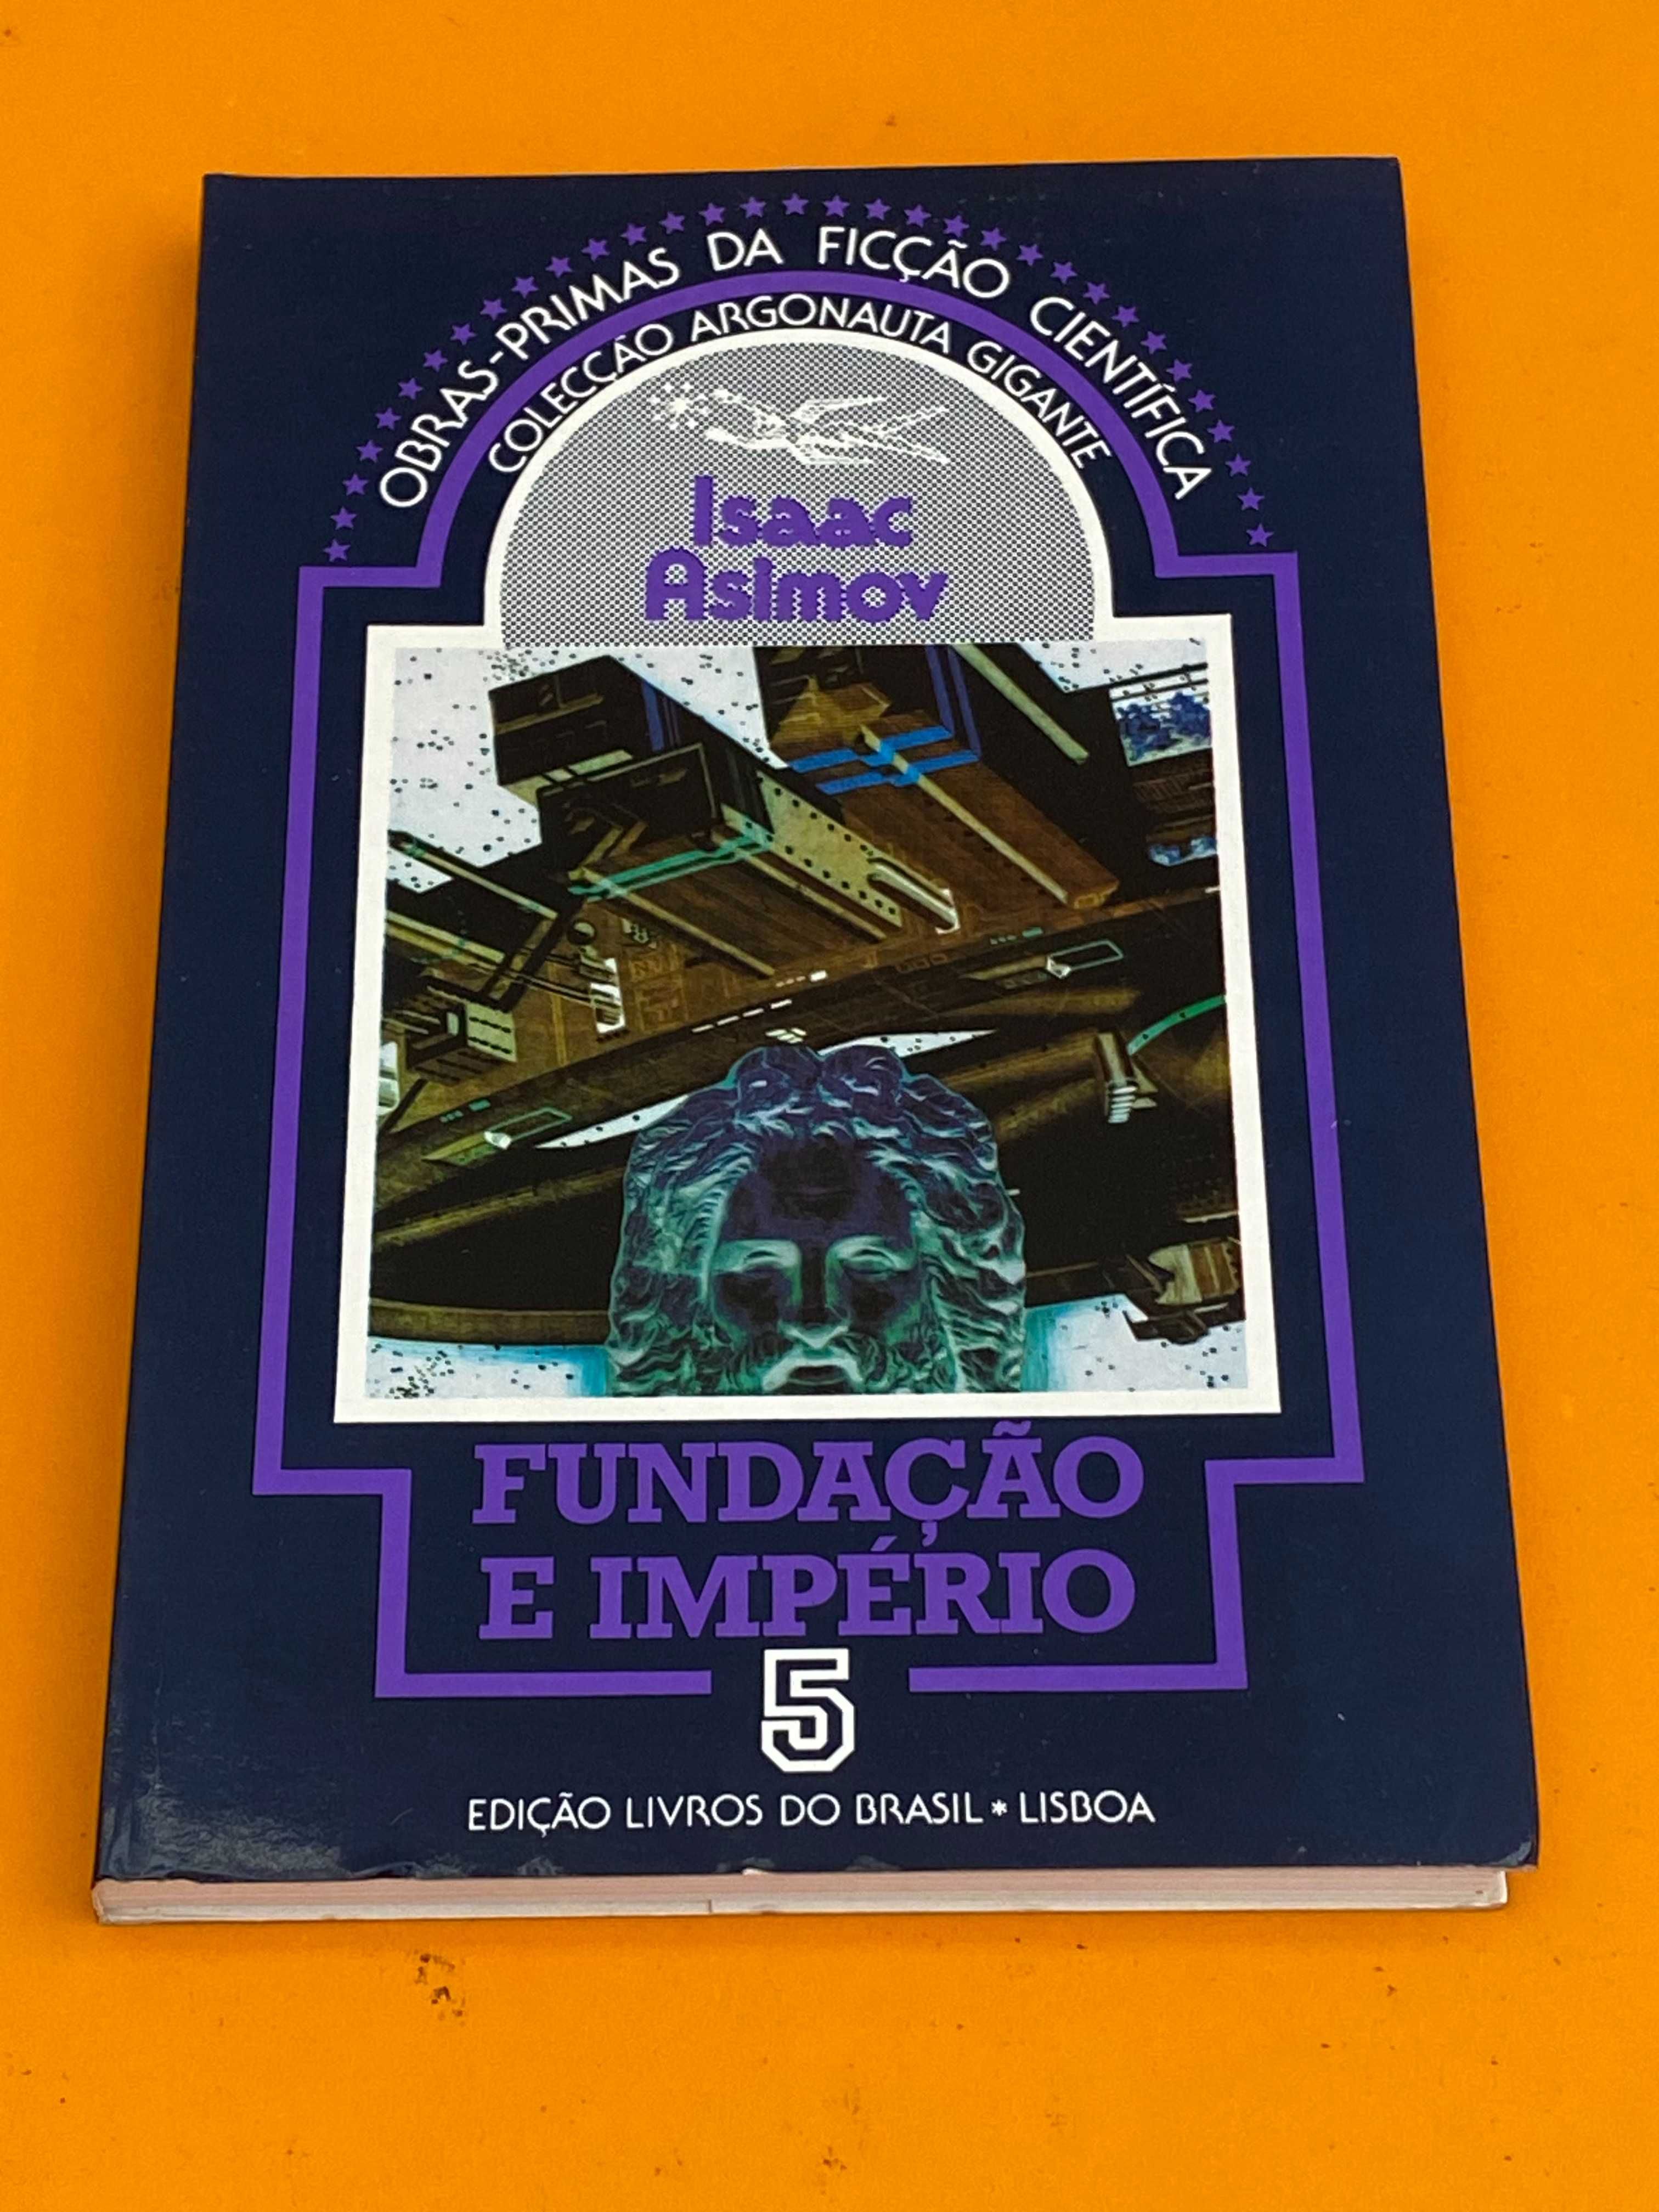 OBRAS-PRIMAS DA FICÇÃO CIENTÍFICA
COLECÇÃO ARGONAUTA GIGANTE
Isaac
Asimov
FUNDAÇÃO
E IMPÉRIO
5
EDIÇÃO LIVROS DO BRASIL * LISBOA